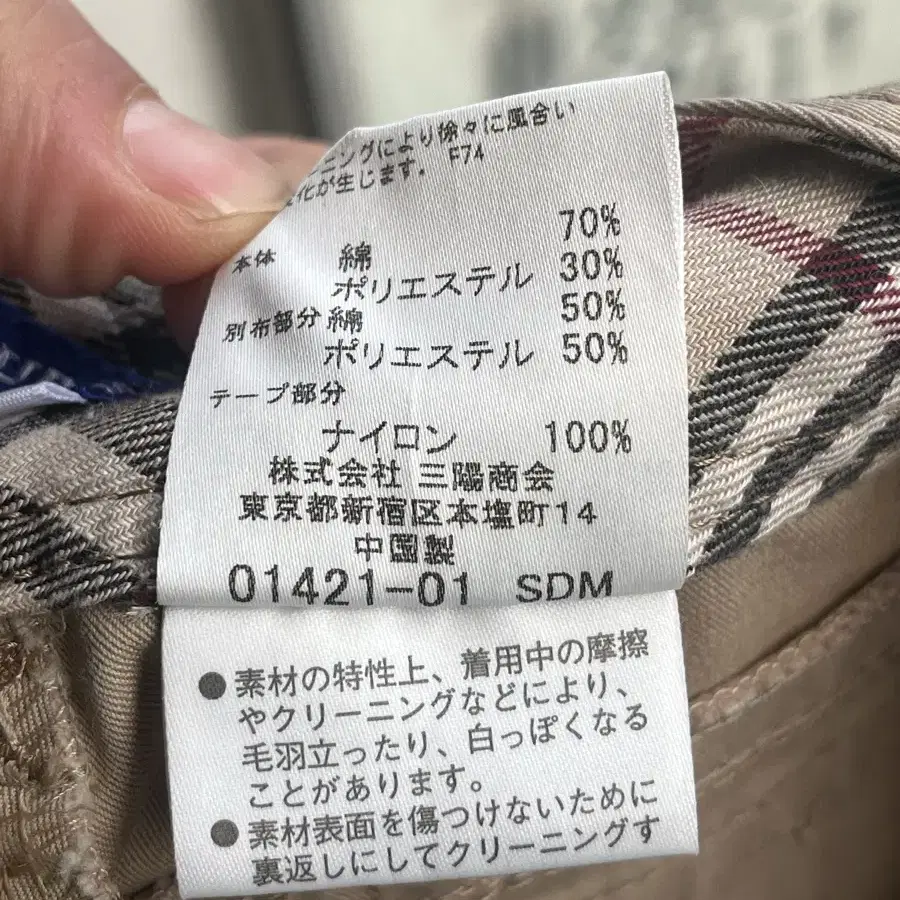 ニングにより徐々に風合い
変化が生じます。 F74
本体 綿 70%
ポリエステル 30%
別布部分 綿 50%
ポリエステル 50%
テープ部分
ナイロン 100%
株式会社 三陽商会
東京都新宿区本塩町14
中国製
01421-01 SDM
●素材の特性上、着用中の摩擦
やクリーニングなどにより、
毛羽立ったり、白っぽくなる
ことがあります。
●素材表面を傷つけないために
裏返しにしてクリーニングす